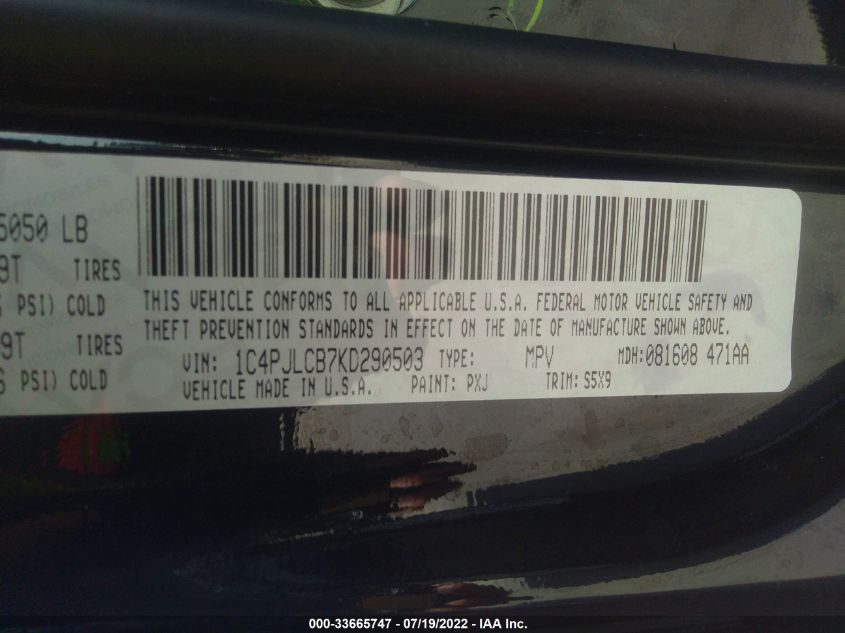 5050 LB
9T TIRES
PSI) COLD
9T TIRES
PSI) COLD
THIS VEHICLE CONFORMS TO ALL APPLICABLE U.S.A. FEDERAL MOTOR VEHICLE SAFETY AND
THEFT PREVENTION STANDARDS IN EFFECT ON THE DATE OF MANUFACTURE SHOWN ABOVE.
VIN: 1C4PJLCB7KD290503 TYPE: MPV MDH:081608 471AA
VEHICLE MADE IN U.S.A. PAINT: PXJ TRIM: S5X9
000-33665747 - 07/19/2022 - IAA Inc.